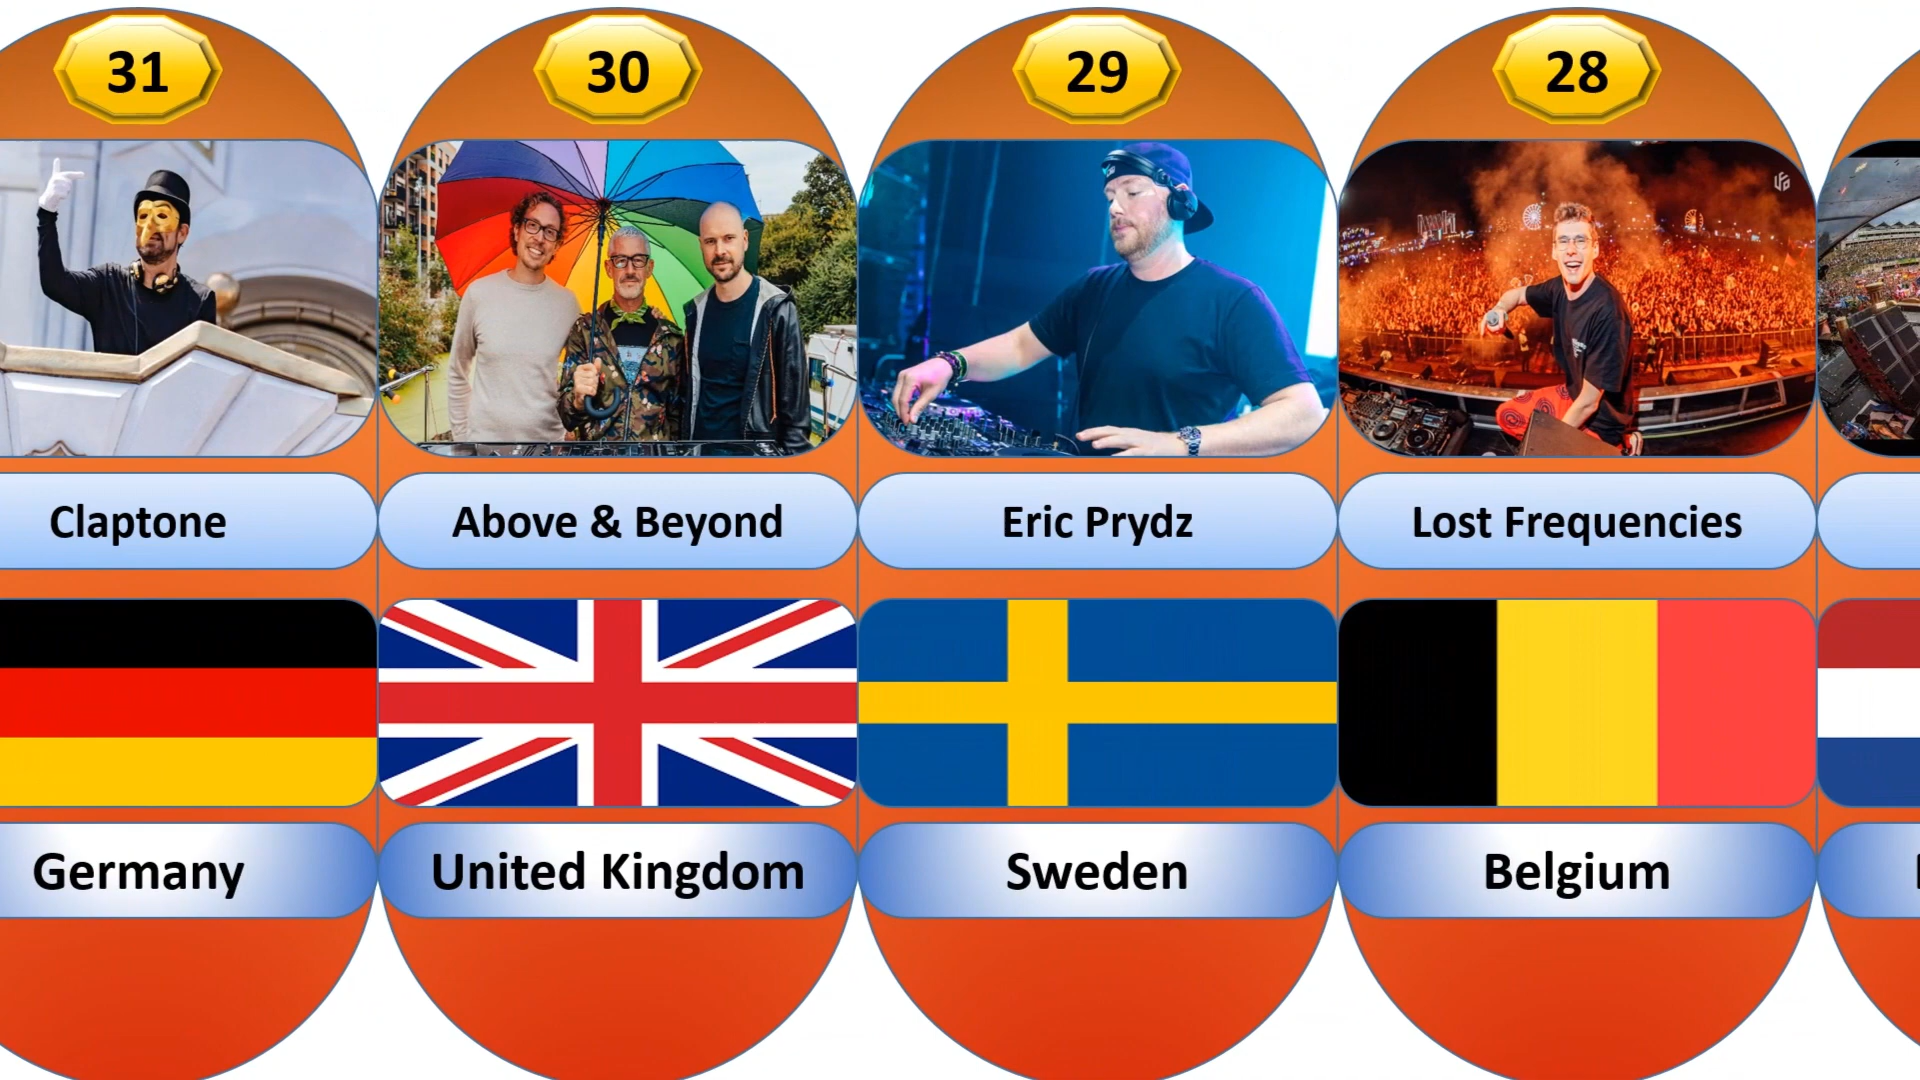 31
30
29
28
Claptone
Above & Beyond
Eric Prydz
Lost Frequencies
Germany
United Kingdom
Sweden
Belgium